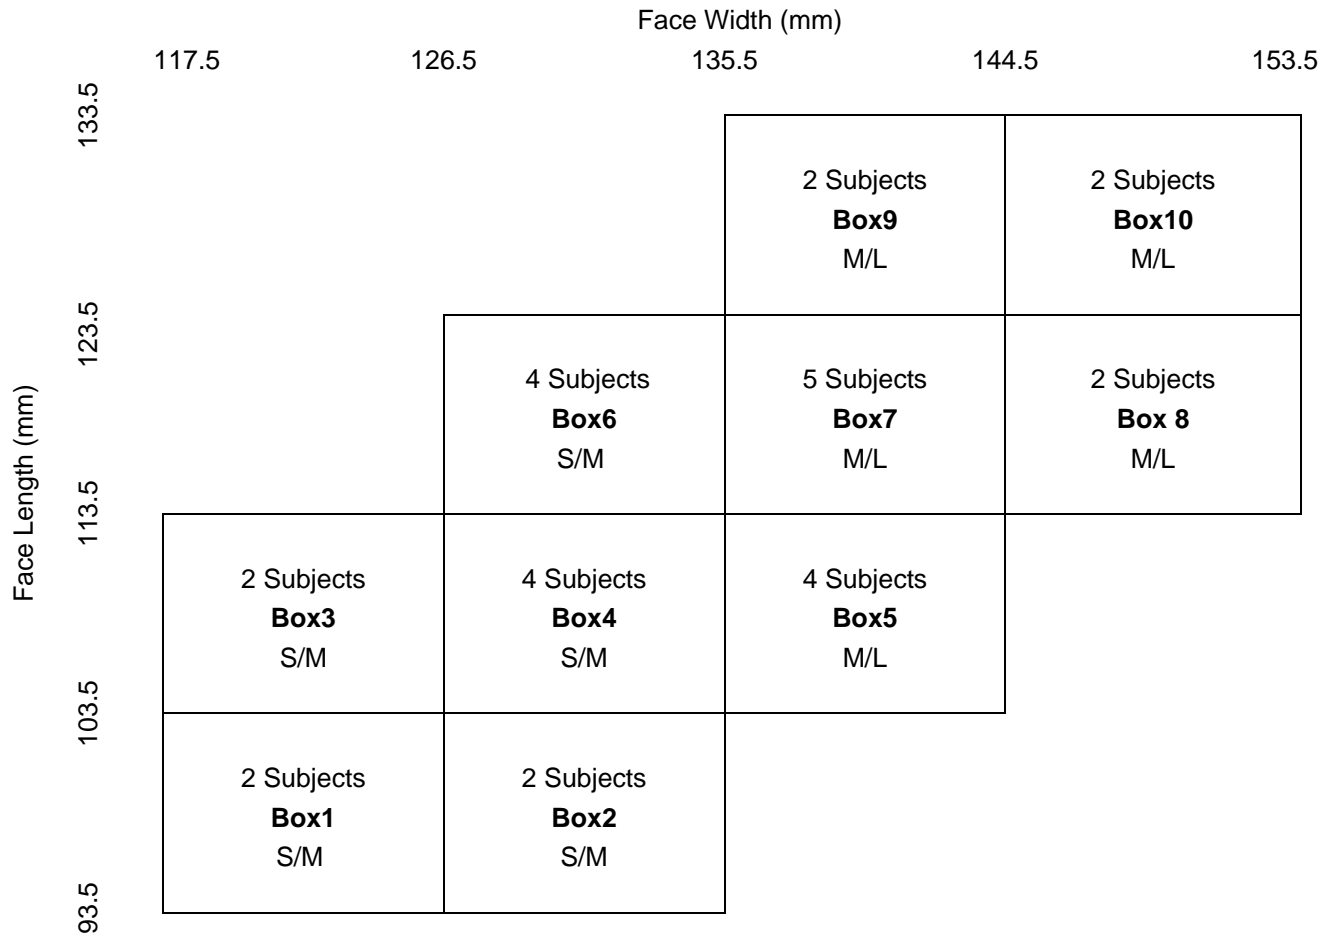 Face Width (mm)
117.5 126.5 135.5 144.5 153.5
133.5
2 Subjects 2 Subjects
Box9 Box10
M/L M/L
123.5
4 Subjects 5 Subjects 2 Subjects
Box6 Box7 Box 8
S/M M/L M/L
Face Length (mm)
113.5
2 Subjects 4 Subjects 4 Subjects
Box3 Box4 Box5
S/M S/M M/L
103.5
2 Subjects 2 Subjects
Box1 Box2
S/M S/M
93.5